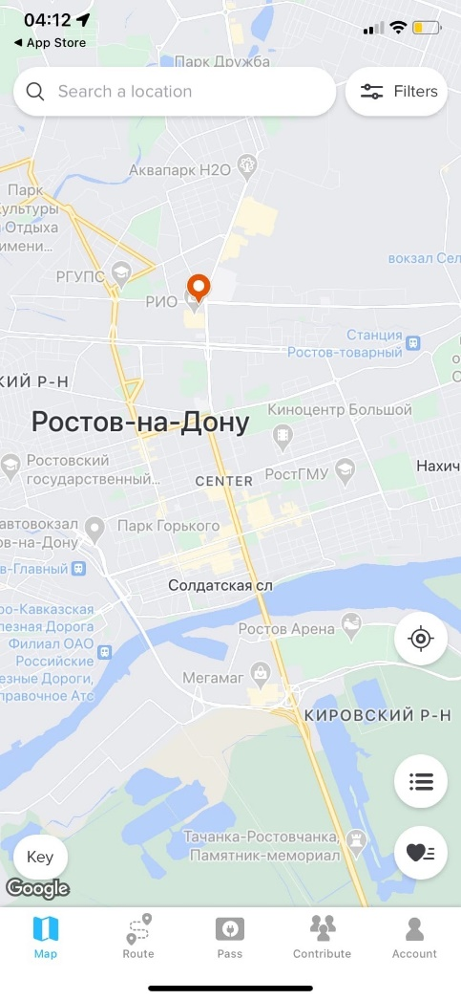 04:12
◀ App Store
Парк Дружба
Search a location
Filters
Аквапарк H2O
Парк
ультуры
Отдыха
имени...
вокзал Сел
РГУПС
РИО
Станция
Ростов-товарный
КИЙ Р-Н
Ростов-на-Дону
Киноцентр Большой
Ростовский
государственный...
CENTER
РостГМУ
Нахич
автовокзал
ов-на-Дону
Парк Горького
в-Главный
Солдатская сл
ро-Кавказская
лезная Дорога
Филиал ОАО
Российские
езные Дороги,
правочное Атс
Ростов Арена
Мегамаг
КИРОВСКИЙ Р-Н
Тачанка-Ростовчанка,
Памятник-мемориал
Key
Google
Map
Route
Pass
Contribute
Account